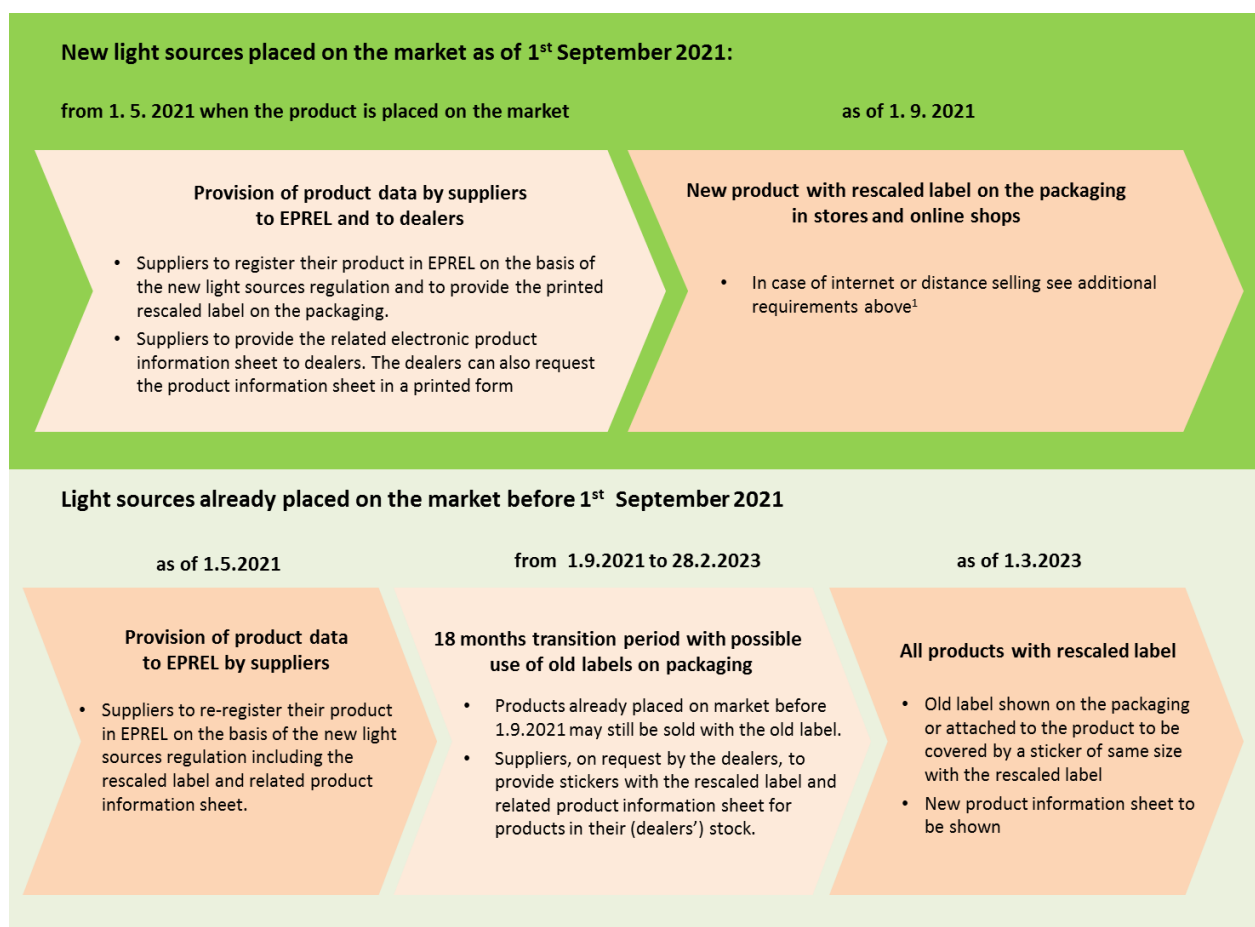 New light sources placed on the market as of 1st September 2021:
from 1. 5. 2021 when the product is placed on the market
as of 1. 9. 2021
Provision of product data by suppliers
to EPREL and to dealers
• Suppliers to register their product in EPREL on the basis of
the new light sources regulation and to provide the printed
rescaled label on the packaging.
• Suppliers to provide the related electronic product
information sheet to dealers. The dealers can also request
the product information sheet in a printed form
New product with rescaled label on the packaging
in stores and online shops
• In case of internet or distance selling see additional
requirements above1
Light sources already placed on the market before 1st September 2021
as of 1.5.2021
from 1.9.2021 to 28.2.2023
as of 1.3.2023
Provision of product data
to EPREL by suppliers
• Suppliers to re-register their product
in EPREL on the basis of the new light
sources regulation including the
rescaled label and related product
information sheet.
18 months transition period with possible
use of old labels on packaging
• Products already placed on market before
1.9.2021 may still be sold with the old label.
• Suppliers, on request by the dealers, to
provide stickers with the rescaled label and
related product information sheet for
products in their (dealers’) stock.
All products with rescaled label
• Old label shown on the packaging
or attached to the product to be
covered by a sticker of same size
with the rescaled label
• New product information sheet to
be shown